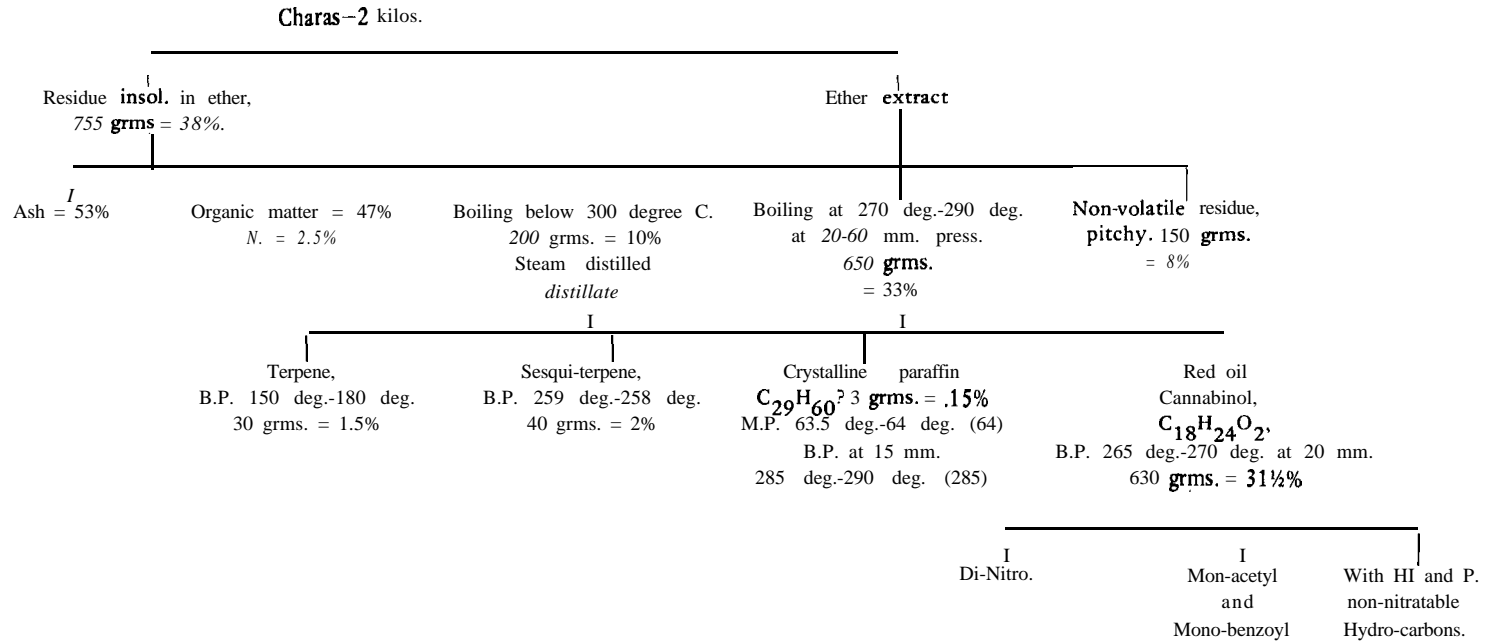 Charas--2 kilos.
Residue insol. in ether,
755 grms = 38%.
Ether extract
Ash = 53%
Organic matter = 47%
N. = 2.5%
Boiling below 300 degree C.
200 grms. = 10%
Steam distilled
distillate
Boiling at 270 deg.-290 deg.
at 20-60 mm. press.
650 grms.
= 33%
Non-volatile residue,
pitchy. 150 grms.
= 8%
Terpene,
B.P. 150 deg.-180 deg.
30 grms. = 1.5%
Sesqui-terpene,
B.P. 259 deg.-258 deg.
40 grms. = 2%
Crystalline paraffin
C29H60? 3 grms. = .15%
M.P. 63.5 deg.-64 deg. (64)
B.P. at 15 mm.
285 deg.-290 deg. (285)
Red oil
Cannabinol,
C18H24O2,
B.P. 265 deg.-270 deg. at 20 mm.
630 grms. = 31½%
Di-Nitro.
Mon-acetyl
and
Mono-benzoyl
With HI and P.
non-nitratable
Hydro-carbons.